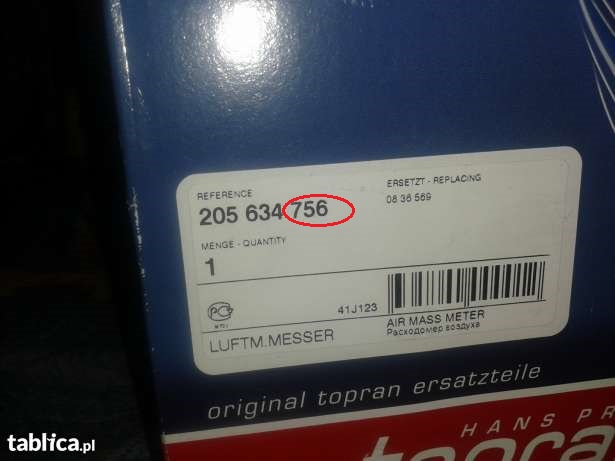 REFERENCE
205 634 756
ERSETZT - REPLACING
08 36 569
MENGE - QUANTITY
1
41J123
LUFTM.MESSER
AIR MASS METER
Расходомер воздуха
original topran ersatzteile
HANS PR
topra
tablica.pl